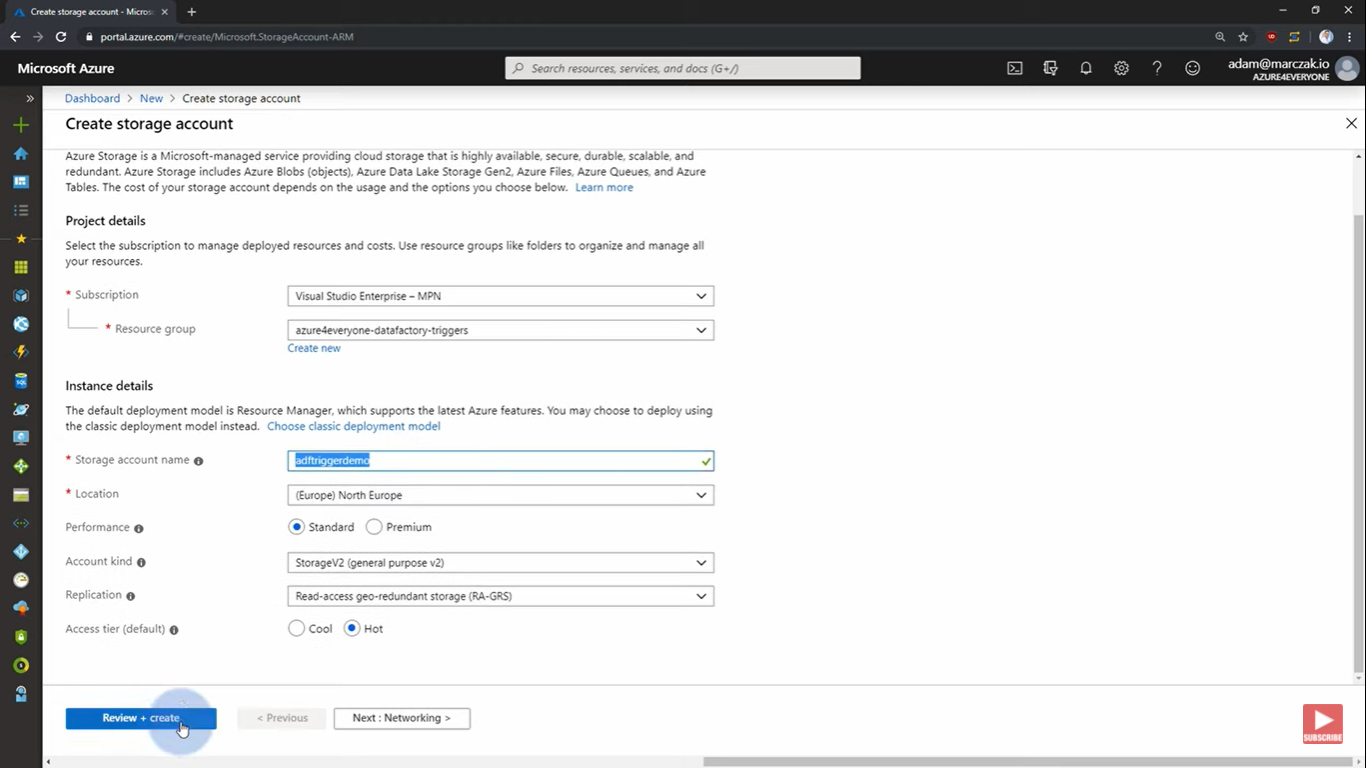 Create storage account - Micros
portal.azure.com/#create/Microsoft.StorageAccount-ARM
Microsoft Azure
Search resources, services, and docs (G+/)
adam@marczak.io
AZURE4EVERYONE
Dashboard > New > Create storage account
Create storage account
Azure Storage is a Microsoft-managed service providing cloud storage that is highly available, secure, durable, scalable, and
redundant. Azure Storage includes Azure Blobs (objects), Azure Data Lake Storage Gen2, Azure Files, Azure Queues, and Azure
Tables. The cost of your storage account depends on the usage and the options you choose below. Learn more
Project details
Select the subscription to manage deployed resources and costs. Use resource groups like folders to organize and manage all
your resources.
* Subscription
Visual Studio Enterprise – MPN
* Resource group
azure4everyone-datafactory-triggers
Create new
Instance details
The default deployment model is Resource Manager, which supports the latest Azure features. You may choose to deploy using
the classic deployment model instead. Choose classic deployment model
* Storage account name
adftriggerdemo
* Location
(Europe) North Europe
Performance
Standard Premium
Account kind
StorageV2 (general purpose v2)
Replication
Read-access geo-redundant storage (RA-GRS)
Access tier (default)
Cool Hot
Review + create
< Previous
Next : Networking >
SUBSCRIBE